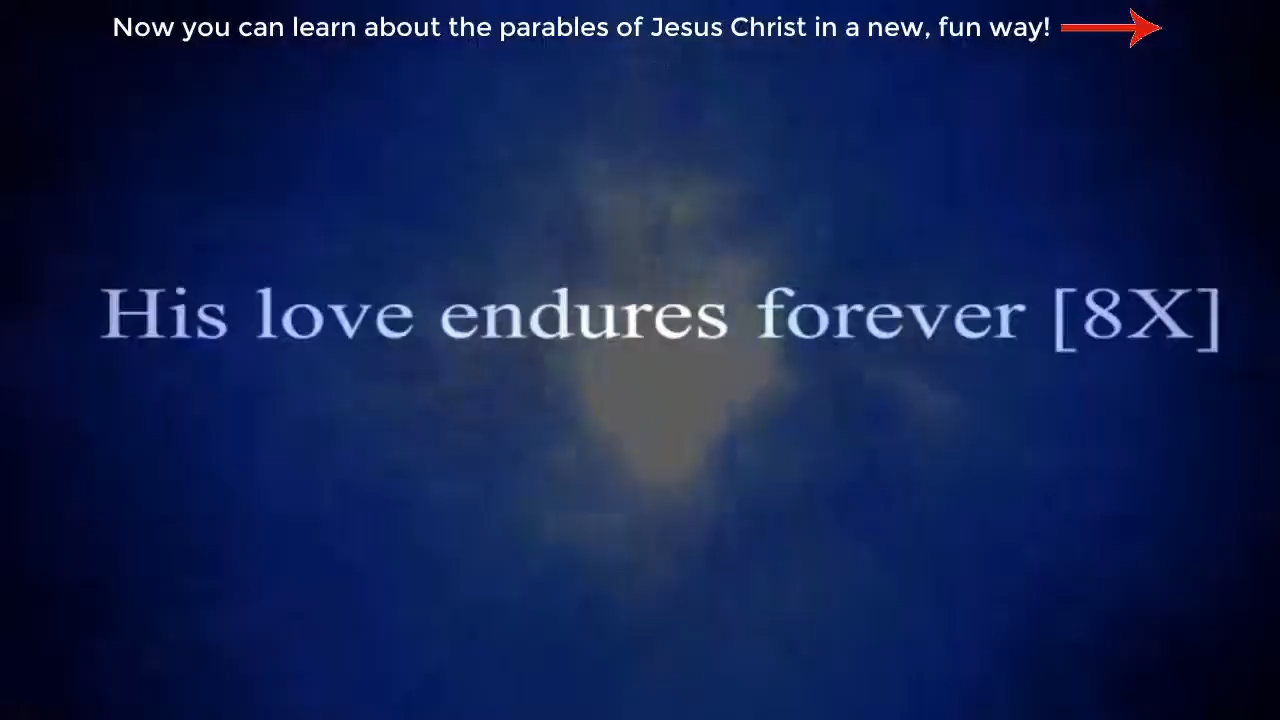 Now you can learn about the parables of Jesus Christ in a new, fun way!
His love endures forever [8X]